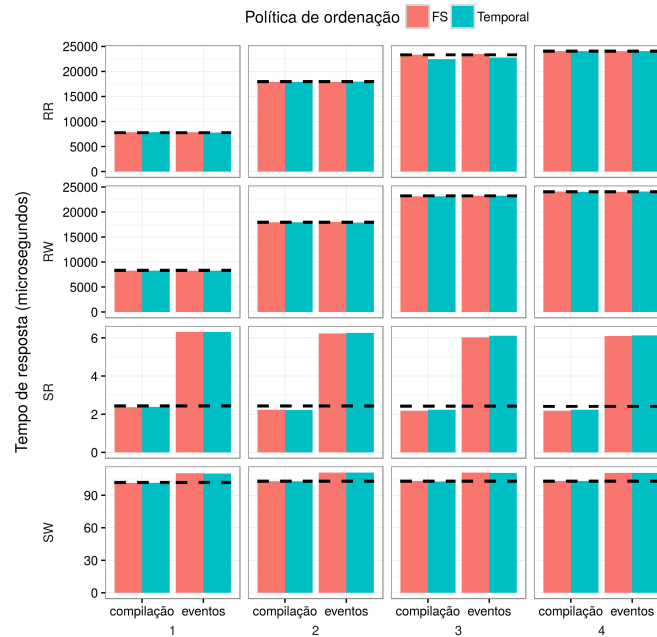 Política de ordenação FS Temporal
Tempo de resposta (microsegundos)
RR
25000
20000
15000
10000
5000
0
RW
25000
20000
15000
10000
5000
0
SR
6
4
2
0
SW
90
60
30
0
compilação eventos compilação eventos compilação eventos compilação eventos
1 2 3 4